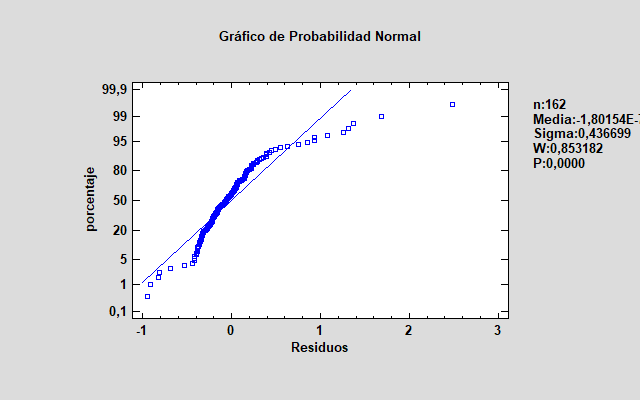 Gráfico de Probabilidad Normal
99,9
99
95
80
50
20
5
1
0,1
porcentaje
-1
0
1
2
3
Residuos
n:162
Media:-1,80154E-
Sigma:0,436699
W:0,853182
P:0,0000